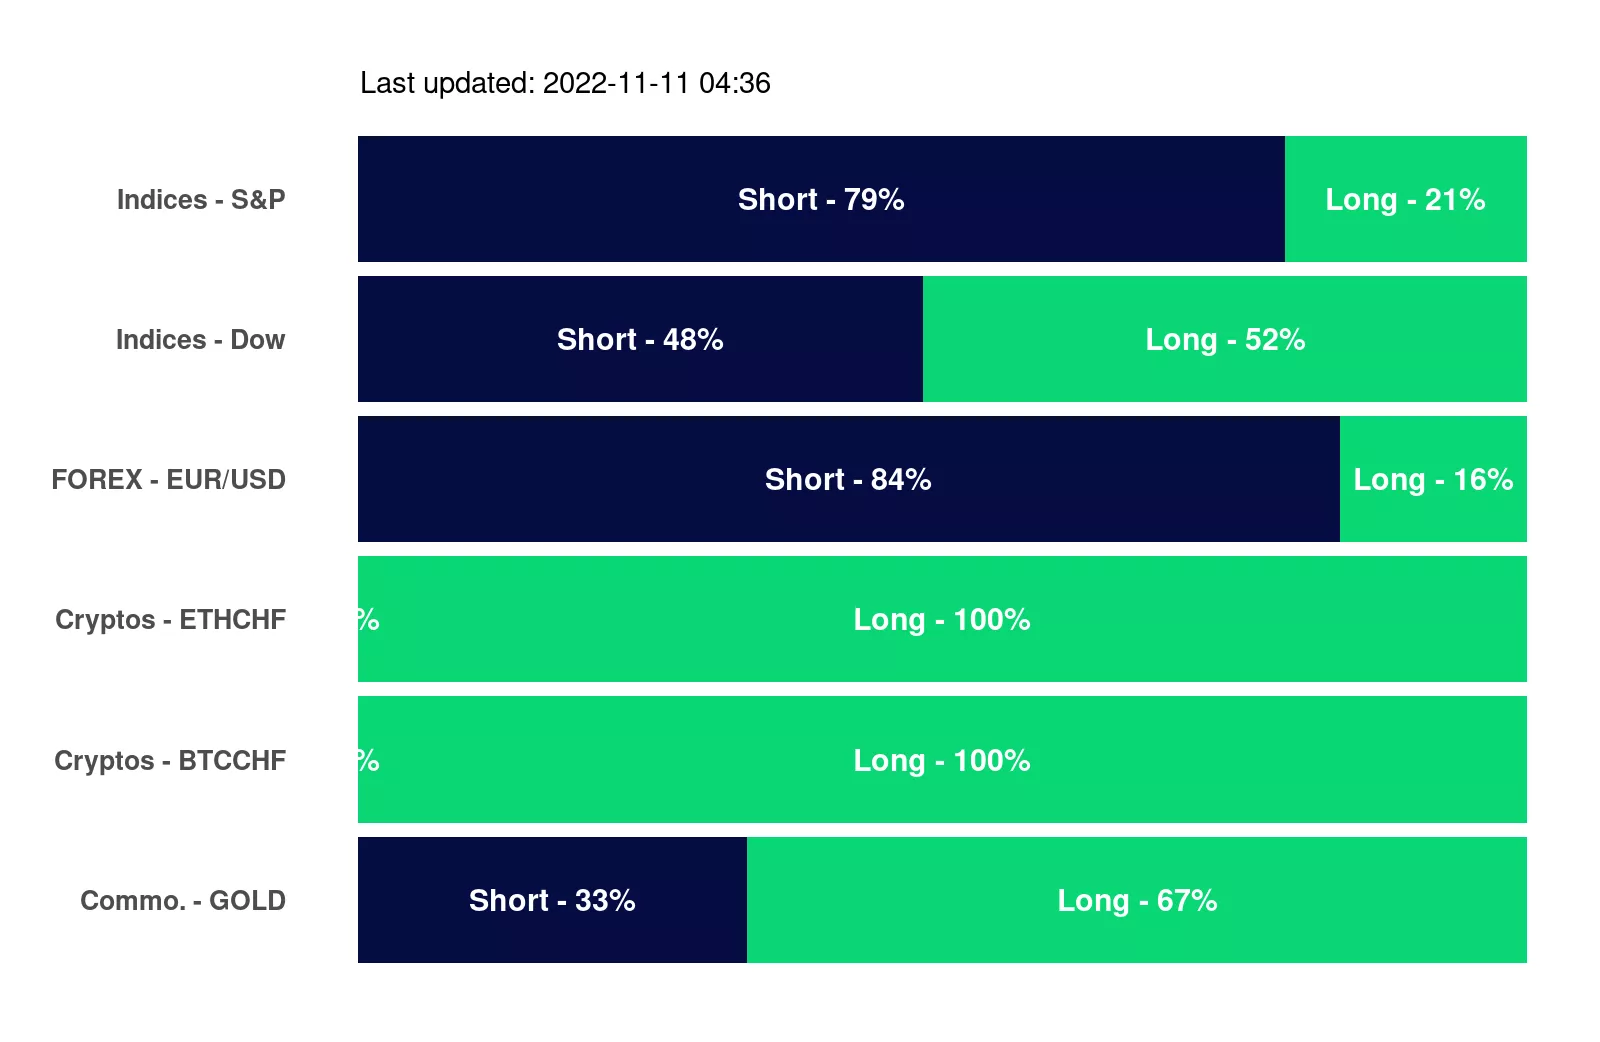 Last updated: 2022-11-11 04:36
Indices - S&P Short - 79% Long - 21%
Indices - Dow Short - 48% Long - 52%
FOREX - EUR/USD Short - 84% Long - 16%
Cryptos - ETHCHF % Long - 100%
Cryptos - BTCCHF % Long - 100%
Commo. - GOLD Short - 33% Long - 67%